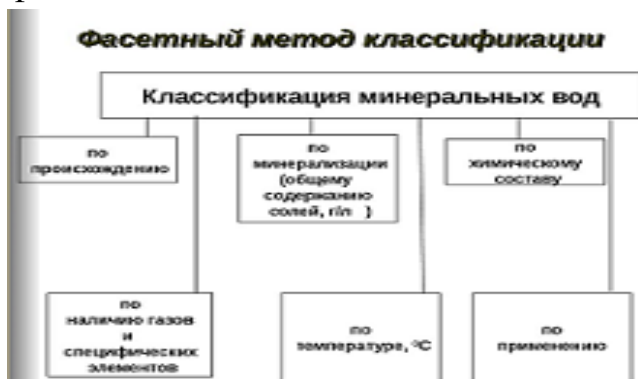 Фасетный метод классификации
Классификация минеральных вод
по
происхождению
по
минерализации
(общему
содержанию
солей, г\л )
по
химическому
составу
по
наличию газов
и
специфических
элементов
по
температуре, ºС
по
применению